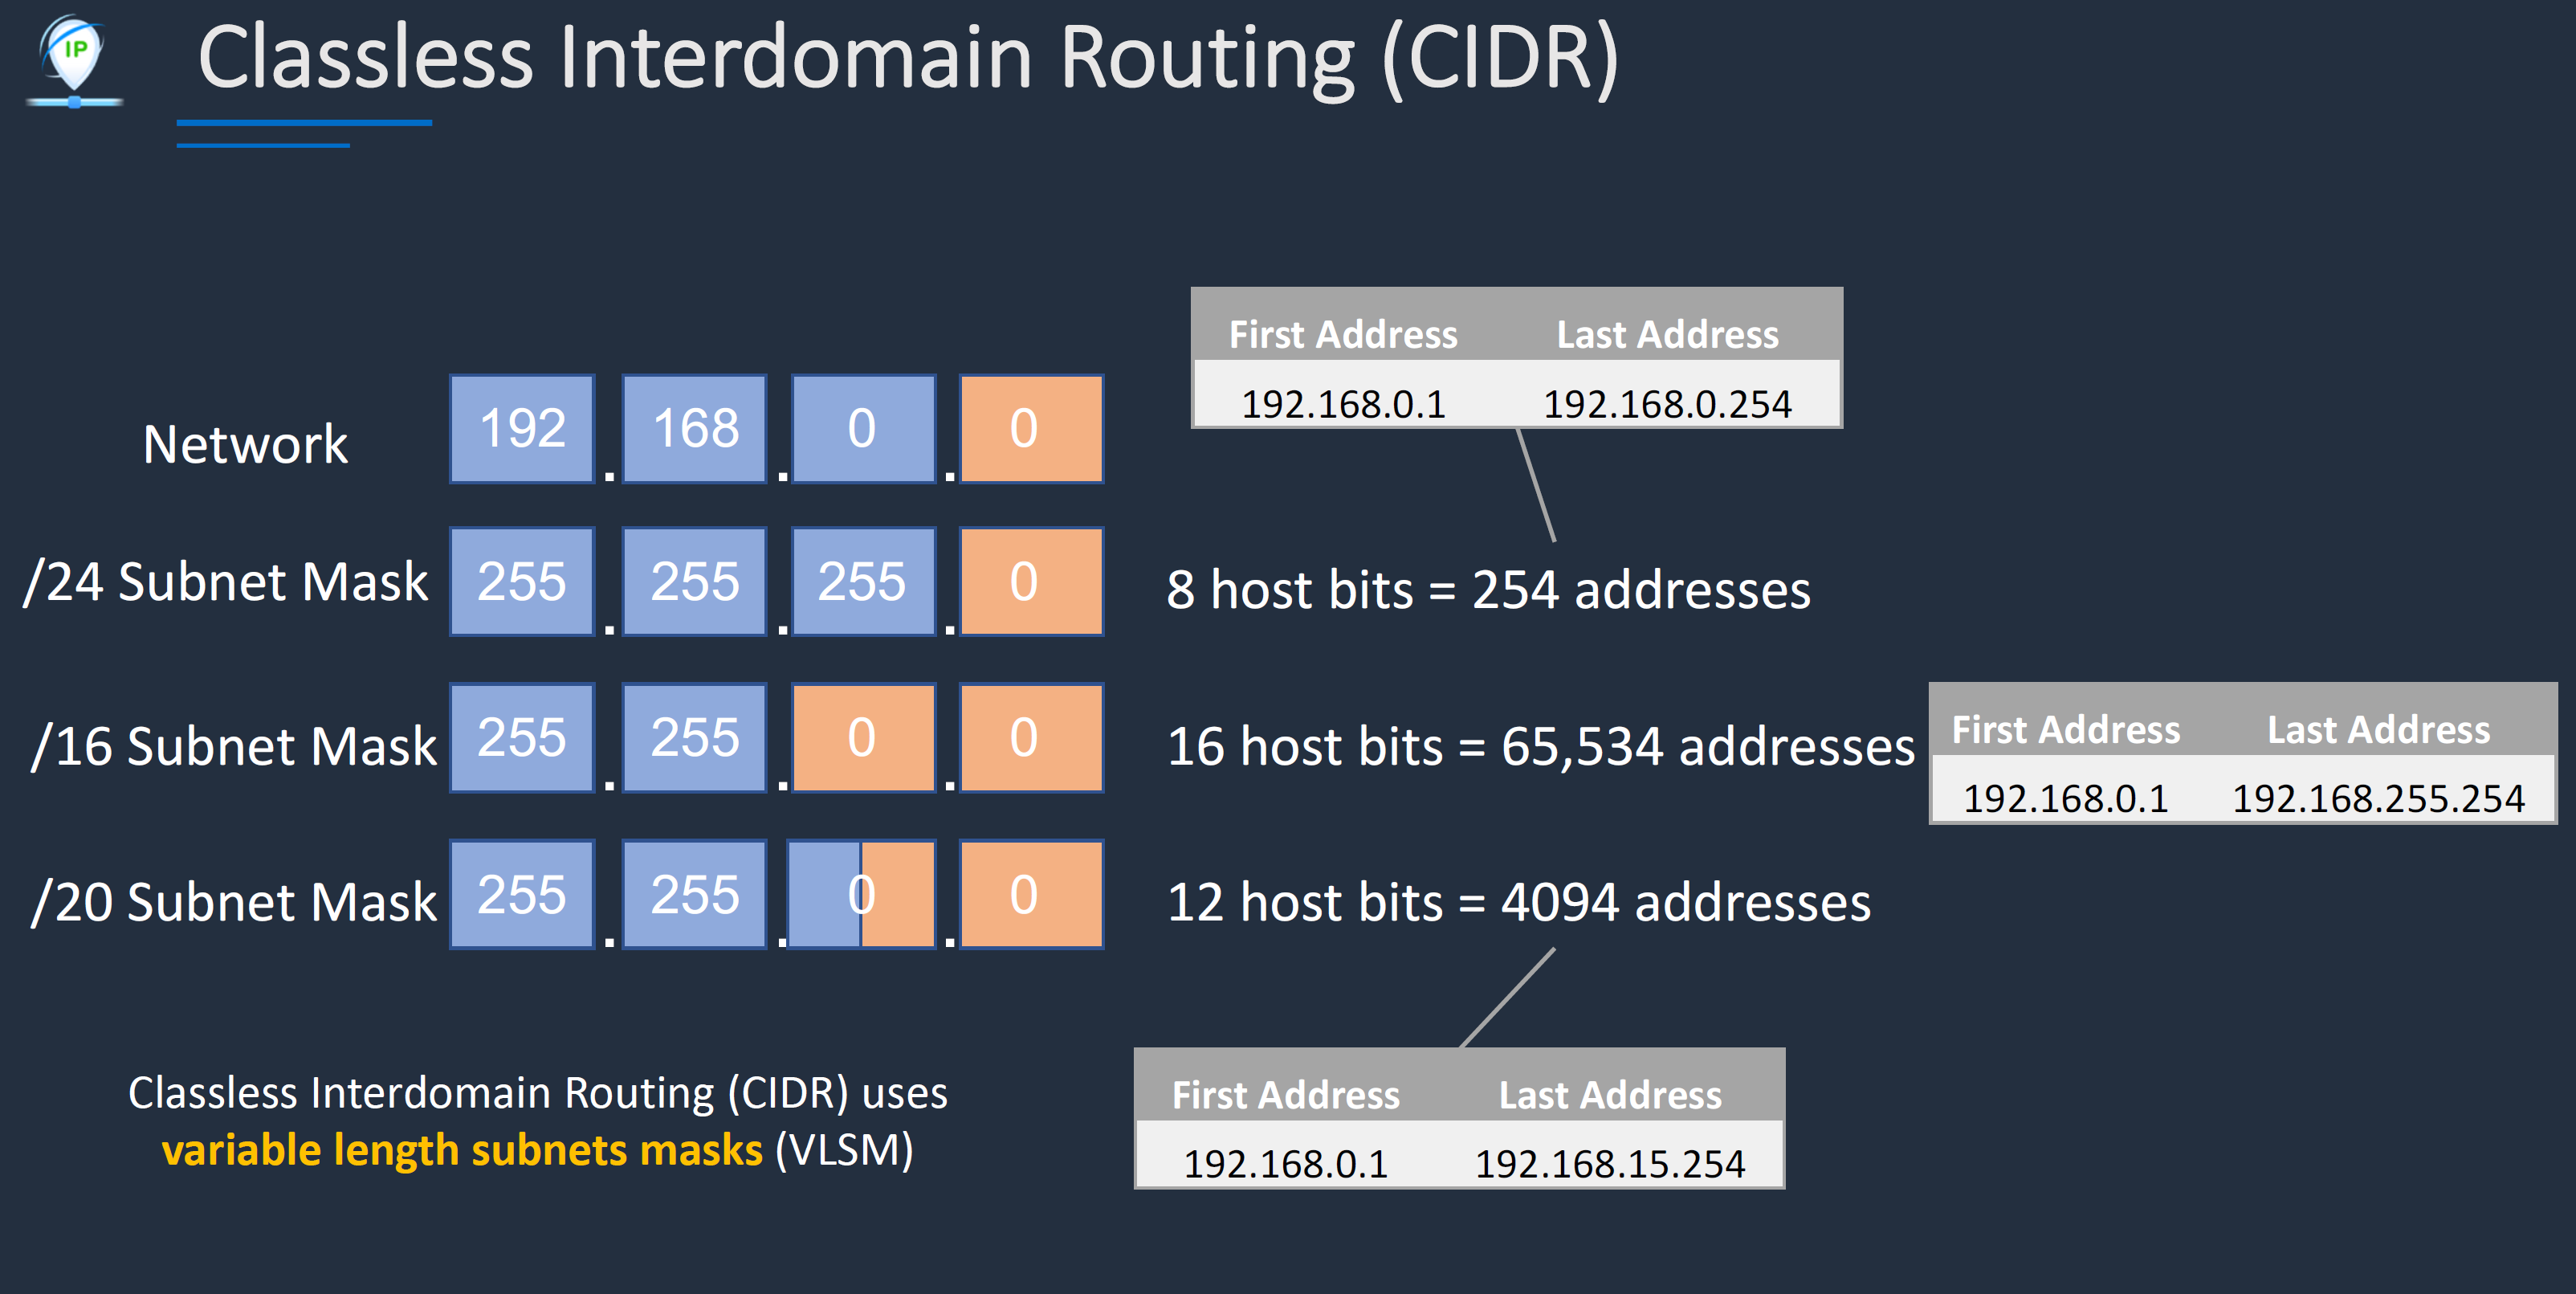 IP
Classless Interdomain Routing (CIDR)
First Address Last Address
192.168.0.1 192.168.0.254
Network 192 . 168 . 0 . 0
/24 Subnet Mask 255 . 255 . 255 . 0 8 host bits = 254 addresses
/16 Subnet Mask 255 . 255 . 0 . 0 16 host bits = 65,534 addresses
First Address Last Address
192.168.0.1 192.168.255.254
/20 Subnet Mask 255 . 255 . 0 . 0 12 host bits = 4094 addresses
Classless Interdomain Routing (CIDR) uses
variable length subnets masks (VLSM)
First Address Last Address
192.168.0.1 192.168.15.254